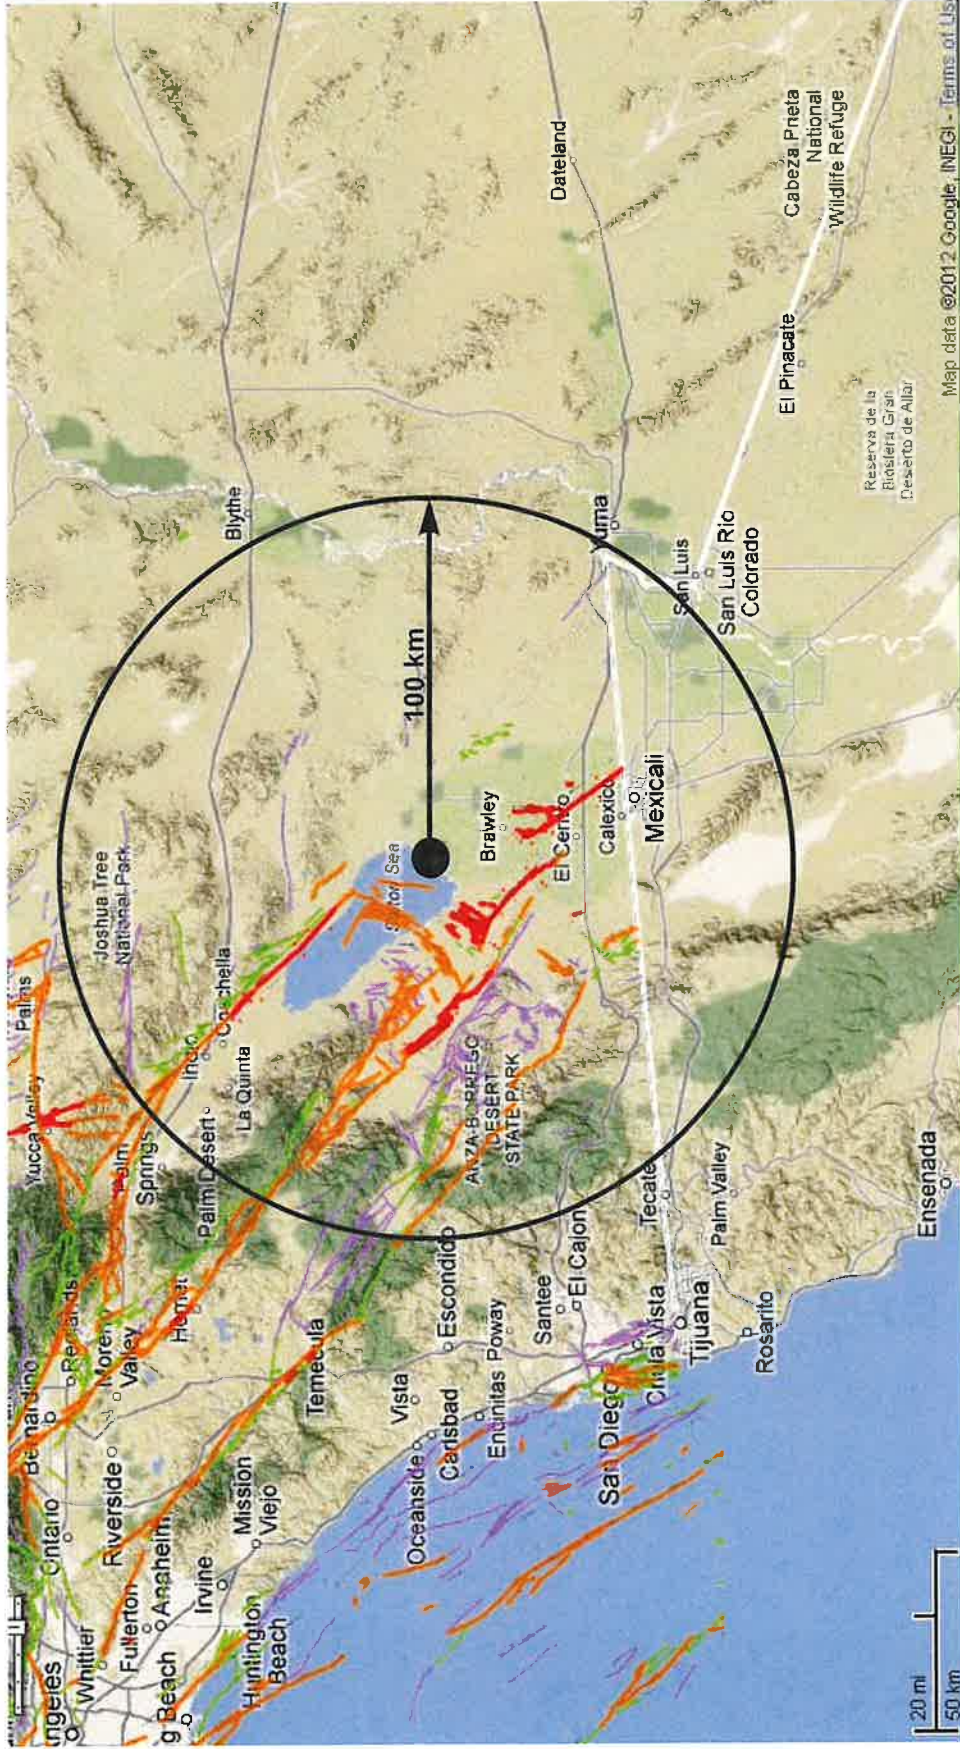 Yucca Valley
Palms
Joshua Tree
National Park
Blythe
Bernardino
Redlands
Moreno
Valley
Palm
Springs
Indio
Coachella
La Quinta
Palm Desert
Hemet
Ontario
Riverside
ngeles
Whittier
Fullerton
Anaheim
Irvine
Mission
Viejo
g Beach
Huntington
Beach
Temecula
100 km
Salton Sea
Brawley
El Centro
Calexico
Mexicali
ANZA-BORREGO
DESERT
STATE PARK
Vista
Escondido
Oceanside
Carlsbad
Encinitas
Poway
Santee
El Cajon
San Diego
Chula Vista
Tijuana
Tecate
Palm Valley
Rosarito
Ensenada
Yuma
Dateland
San Luis
San Luis Rio
Colorado
El Pinacate
Cabeza Prieta
National
Wildlife Refuge
Reserva de la
Biosfera Gran
Desierto de Altar
20 mi
50 km
Map data ©2012 Google, INEGI - Terms of Us